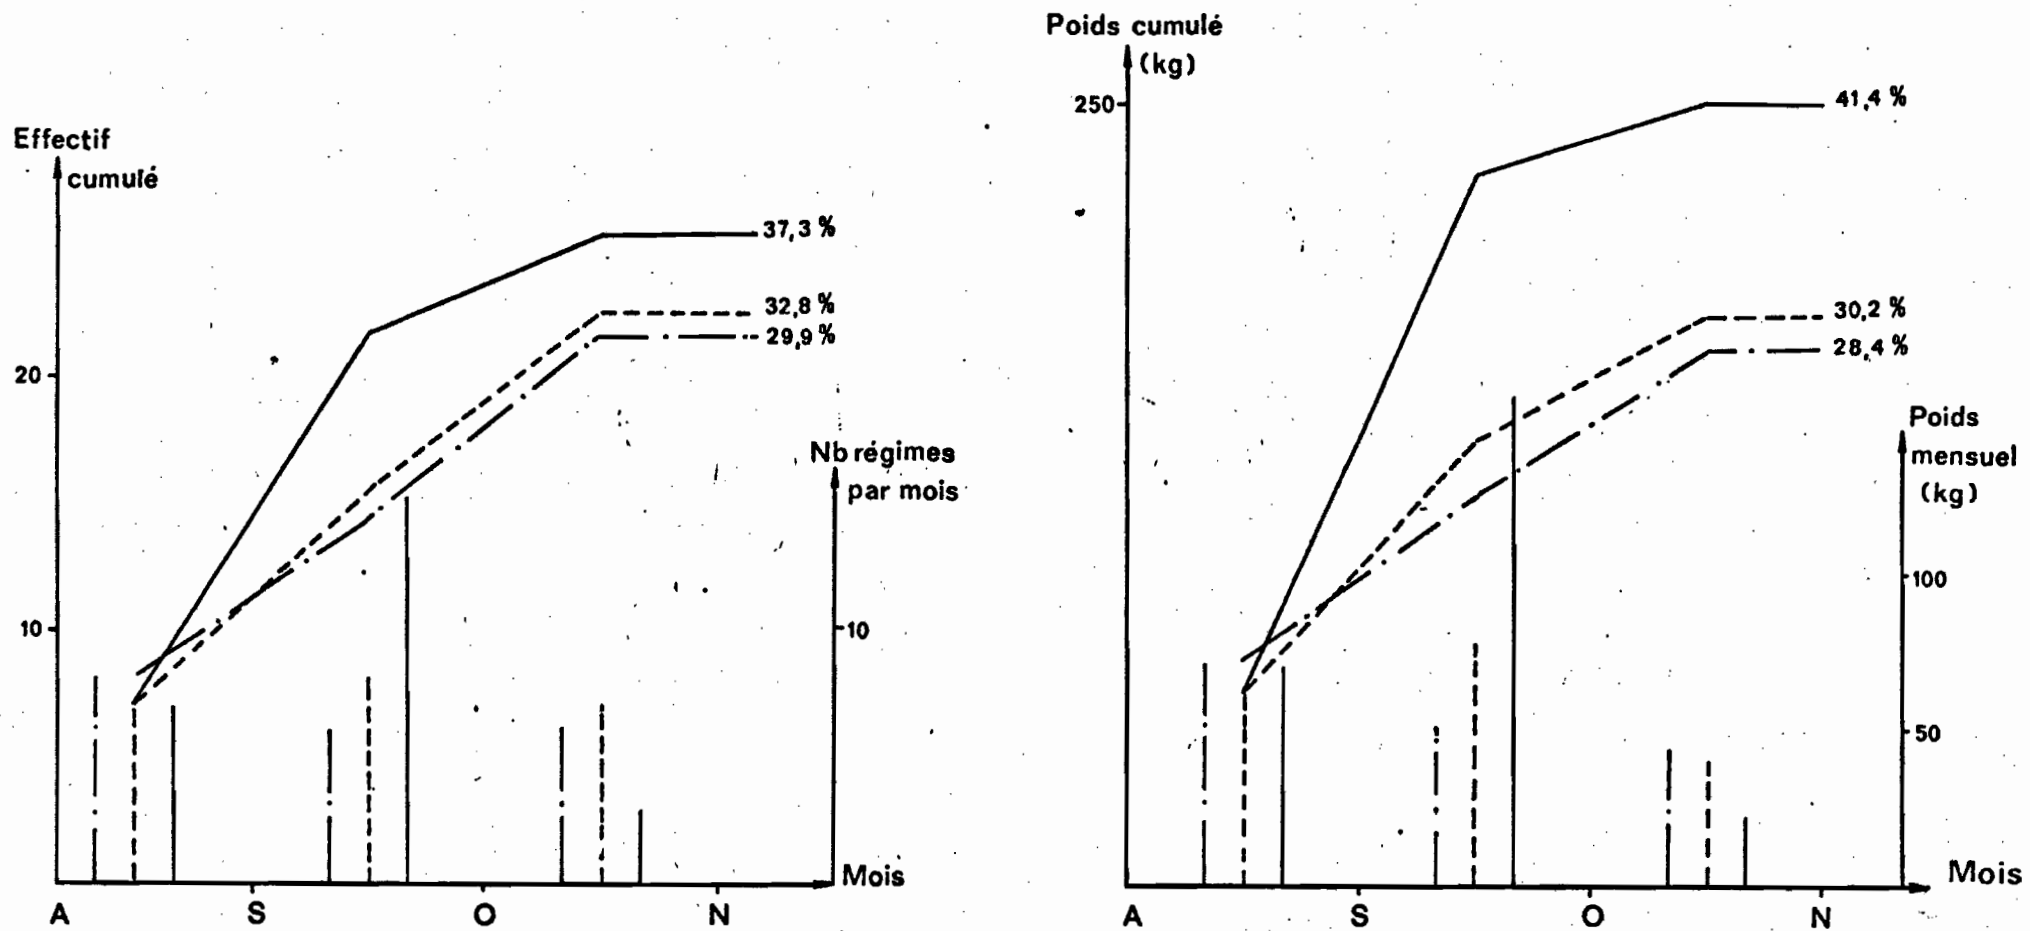 Effectif
cumulé
20
10
37,3 %
32,8 %
29,9 %
Nb régimes
par mois
10
Mois
A S O N
Poids cumulé
(kg)
250
41,4 %
30,2 %
28,4 %
Poids
mensuel
(kg)
100
50
Mois
A S O N